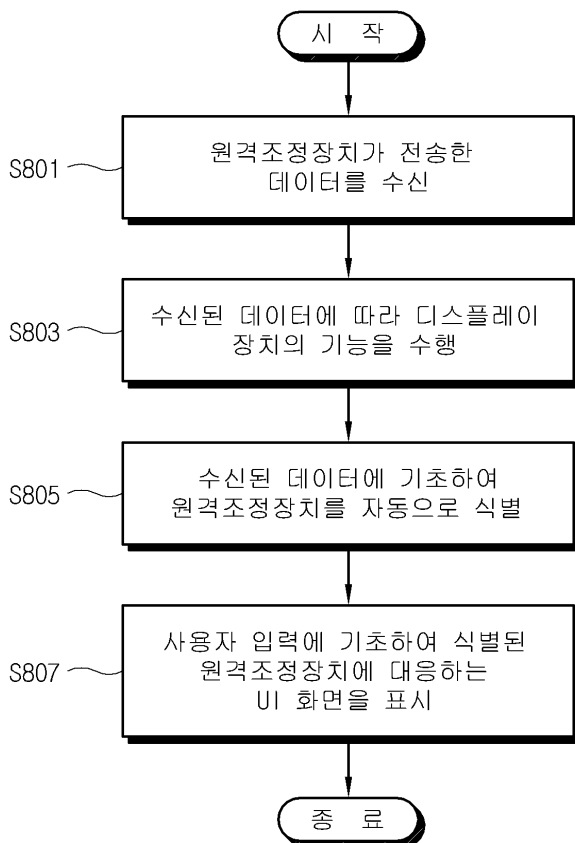 시 작
S801
원격조정장치가 전송한
데이터를 수신
S803
수신된 데이터에 따라 디스플레이
장치의 기능을 수행
S805
수신된 데이터에 기초하여
원격조정장치를 자동으로 식별
S807
사용자 입력에 기초하여 식별된
원격조정장치에 대응하는
UI 화면을 표시
종 료